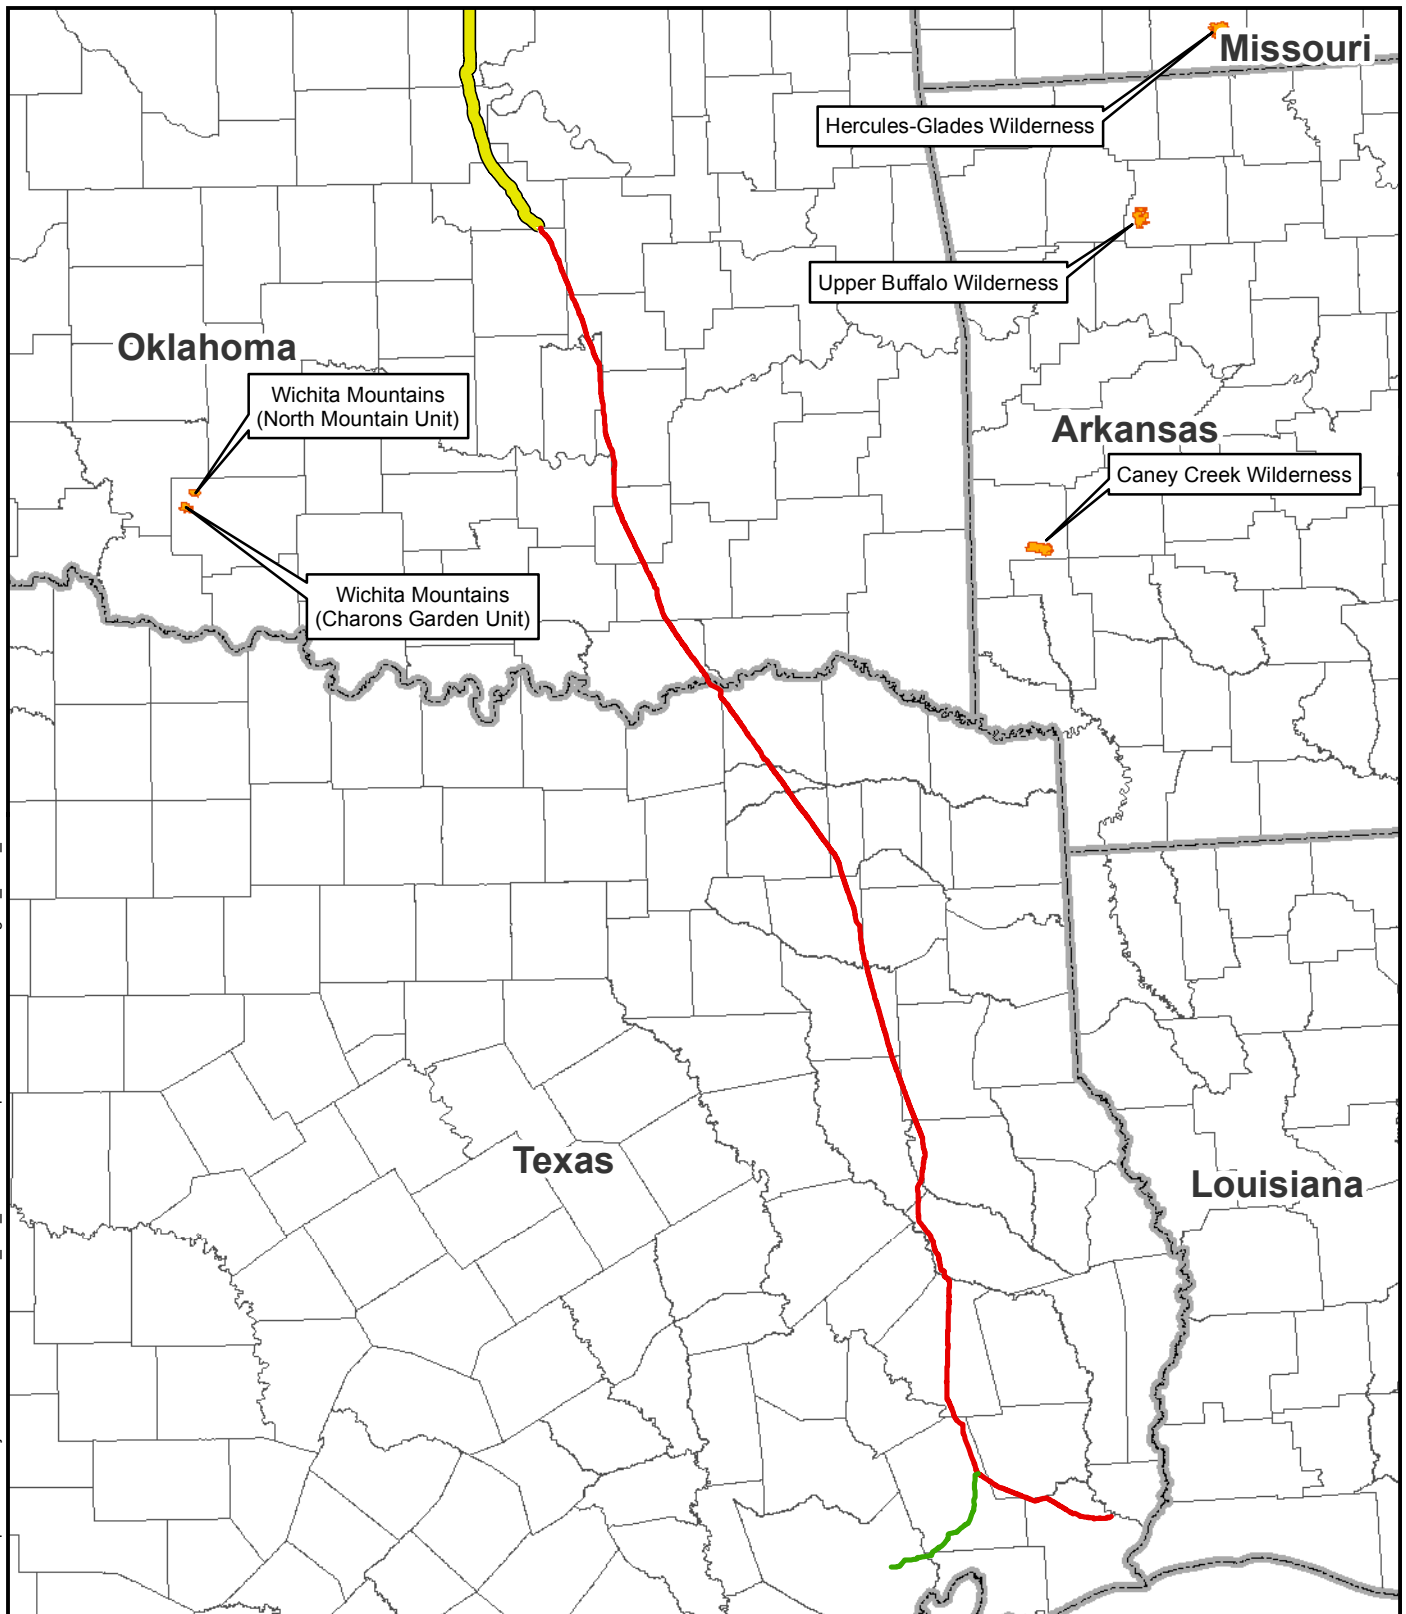 Missouri
Hercules-Glades Wilderness
Upper Buffalo Wilderness
Oklahoma
Wichita Mountains
(North Mountain Unit)
Arkansas
Caney Creek Wilderness
Wichita Mountains
(Charons Garden Unit)
Texas
Louisiana